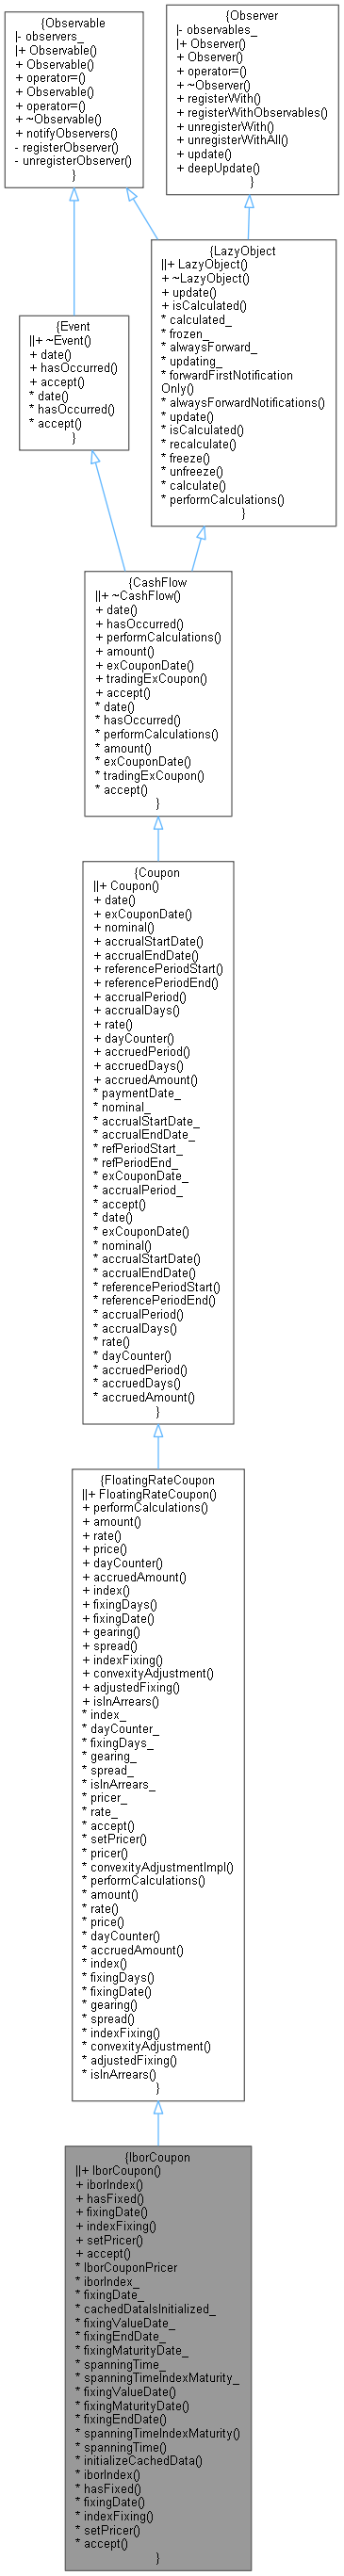 {Observable
|- observers_
|+ Observable()
+ Observable()
+ operator=()
+ Observable()
+ operator=()
+ ~Observable()
+ notifyObservers()
- registerObserver()
- unregisterObserver()
}
{Observer
|- observables_
|+ Observer()
+ Observer()
+ operator=()
+ ~Observer()
+ registerWith()
+ registerWithObservables()
+ unregisterWith()
+ unregisterWithAll()
+ update()
+ deepUpdate()
}
{LazyObject
||+ LazyObject()
+ ~LazyObject()
+ update()
+ isCalculated()
* calculated_
* frozen_
* alwaysForward_
* updating_
* forwardFirstNotification
Only()
* alwaysForwardNotifications()
* update()
* isCalculated()
* recalculate()
* freeze()
* unfreeze()
* calculate()
* performCalculations()
}
{Event
||+ ~Event()
+ date()
+ hasOccurred()
+ accept()
* date()
* hasOccurred()
* accept()
}
{CashFlow
||+ ~CashFlow()
+ date()
+ hasOccurred()
+ performCalculations()
+ amount()
+ exCouponDate()
+ tradingExCoupon()
+ accept()
* date()
* hasOccurred()
* performCalculations()
* amount()
* exCouponDate()
* tradingExCoupon()
* accept()
}
{Coupon
||+ Coupon()
+ date()
+ exCouponDate()
+ nominal()
+ accrualStartDate()
+ accrualEndDate()
+ referencePeriodStart()
+ referencePeriodEnd()
+ accrualPeriod()
+ accrualDays()
+ rate()
+ dayCounter()
+ accruedPeriod()
+ accruedDays()
+ accruedAmount()
* paymentDate_
* nominal_
* accrualStartDate_
* accrualEndDate_
* refPeriodStart_
* refPeriodEnd_
* exCouponDate_
* accrualPeriod_
* accept()
* date()
* exCouponDate()
* nominal()
* accrualStartDate()
* accrualEndDate()
* referencePeriodStart()
* referencePeriodEnd()
* accrualPeriod()
* accrualDays()
* rate()
* dayCounter()
* accruedPeriod()
* accruedDays()
* accruedAmount()
}
{FloatingRateCoupon
||+ FloatingRateCoupon()
+ performCalculations()
+ amount()
+ rate()
+ price()
+ dayCounter()
+ accruedAmount()
+ index()
+ fixingDays()
+ fixingDate()
+ gearing()
+ spread()
+ indexFixing()
+ convexityAdjustment()
+ adjustedFixing()
+ isInArrears()
* index_
* dayCounter_
* fixingDays_
* gearing_
* spread_
* isInArrears_
* pricer_
* rate_
* accept()
* setPricer()
* pricer()
* convexityAdjustmentImpl()
* performCalculations()
* amount()
* rate()
* price()
* dayCounter()
* accruedAmount()
* index()
* fixingDays()
* fixingDate()
* gearing()
* spread()
* indexFixing()
* convexityAdjustment()
* adjustedFixing()
* isInArrears()
}
{IborCoupon
||+ IborCoupon()
+ iborIndex()
+ hasFixed()
+ fixingDate()
+ indexFixing()
+ setPricer()
+ accept()
* IborCouponPricer
* iborIndex_
* fixingDate_
* cachedDataIsInitialized_
* fixingValueDate_
* fixingEndDate_
* fixingMaturityDate_
* spanningTime_
* spanningTimeIndexMaturity_
* fixingValueDate()
* fixingMaturityDate()
* fixingEndDate()
* spanningTimeIndexMaturity()
* spanningTime()
* initializeCachedData()
* iborIndex()
* hasFixed()
* fixingDate()
* indexFixing()
* setPricer()
* accept()
}